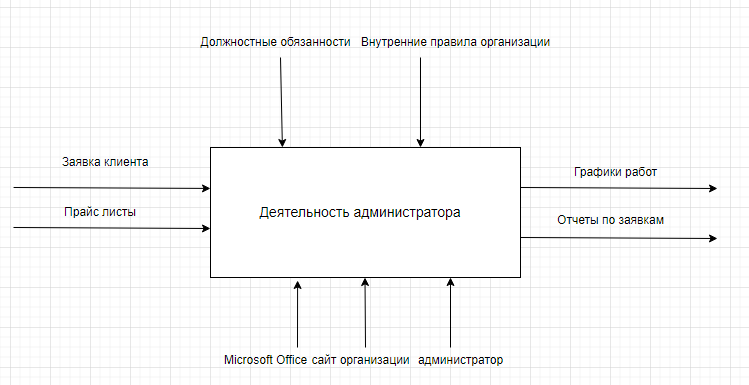 Должностные обязанности
Внутренние правила организации
Заявка клиента
Графики работ
Прайс листы
Деятельность администратора
Отчеты по заявкам
Microsoft Office
сайт организации
администратор